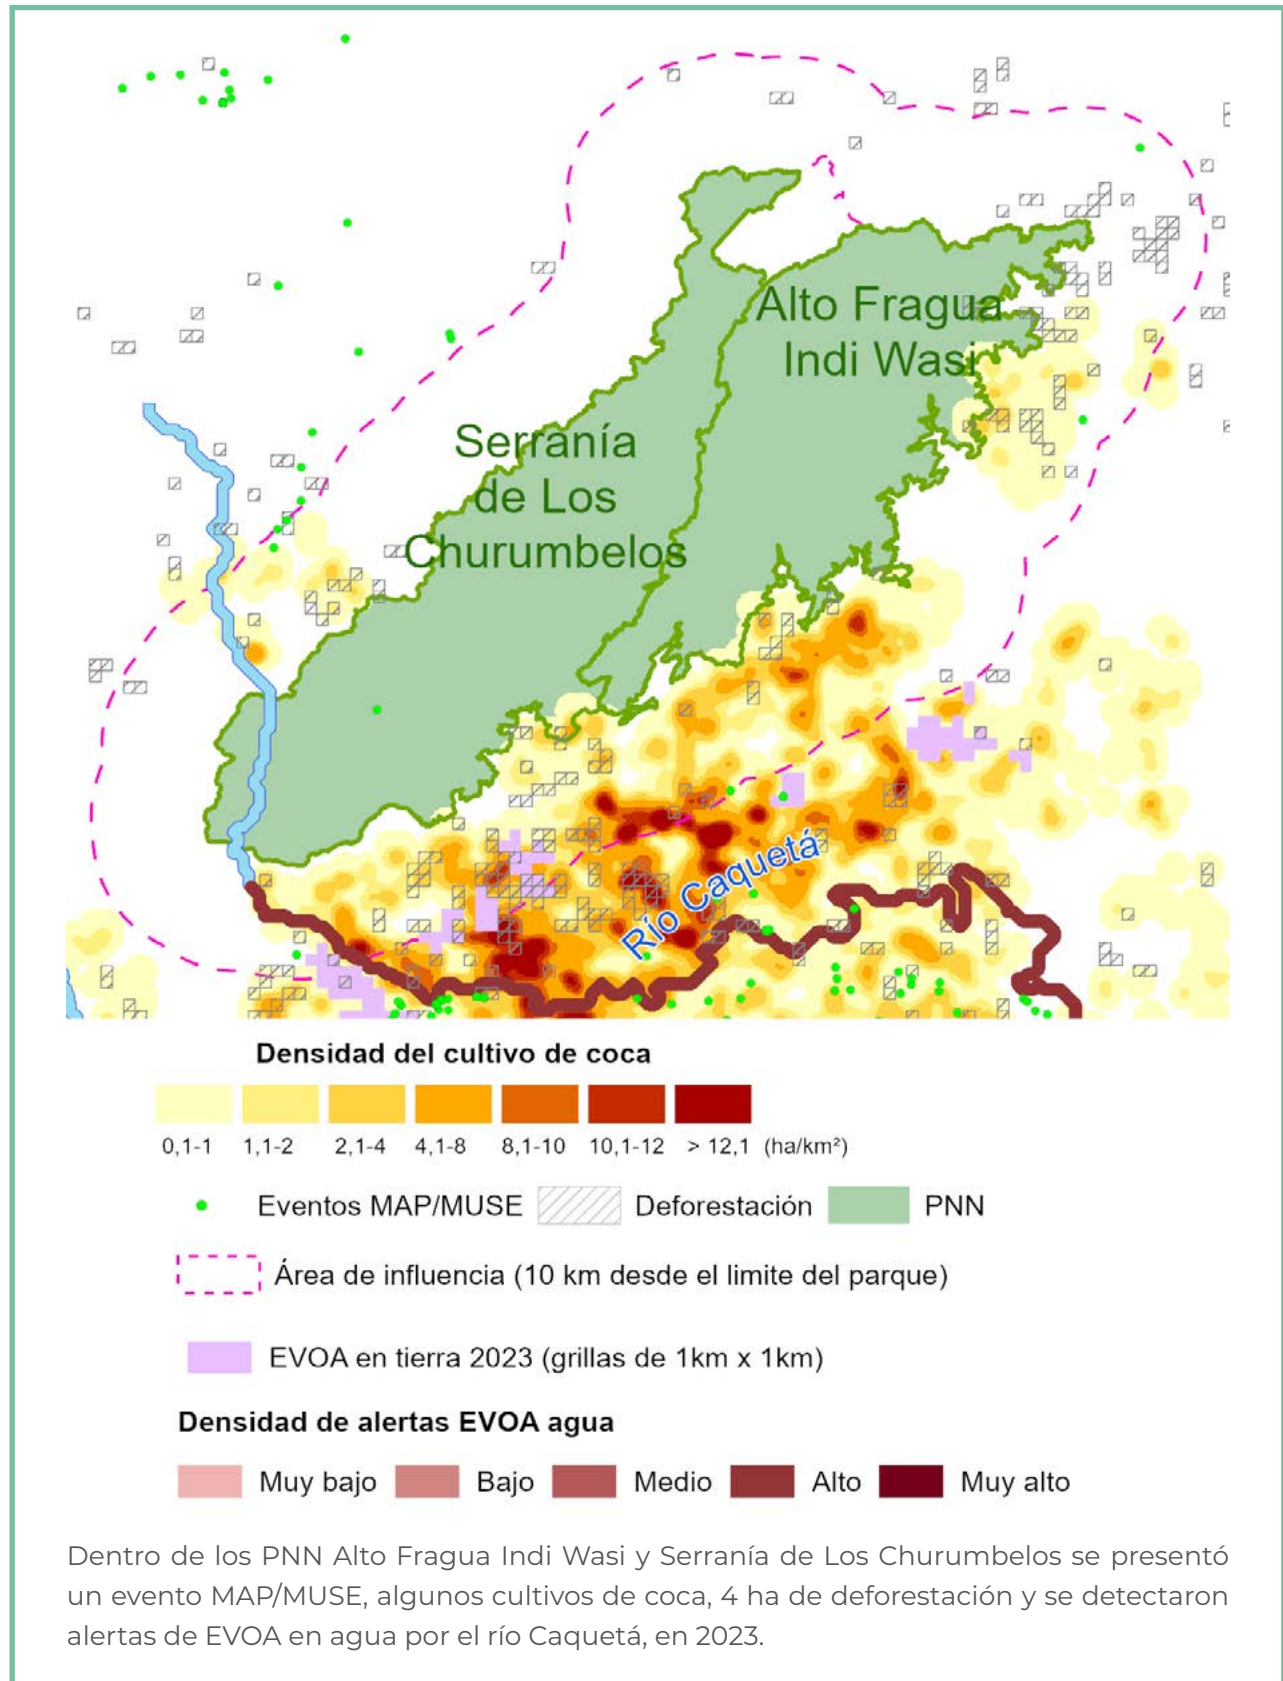 Alto Fragua
Indi Wasi
Serranía
de Los
Churumbelos
Río Caquetá
Densidad del cultivo de coca
0,1-1 1,1-2 2,1-4 4,1-8 8,1-10 10,1-12 > 12,1 (ha/km²)
Eventos MAP/MUSE Deforestación PNN
Área de influencia (10 km desde el limite del parque)
EVOA en tierra 2023 (grillas de 1km x 1km)
Densidad de alertas EVOA agua
Muy bajo Bajo Medio Alto Muy alto
Dentro de los PNN Alto Fragua Indi Wasi y Serranía de Los Churumbelos se presentó
un evento MAP/MUSE, algunos cultivos de coca, 4 ha de deforestación y se detectaron
alertas de EVOA en agua por el río Caquetá, en 2023.